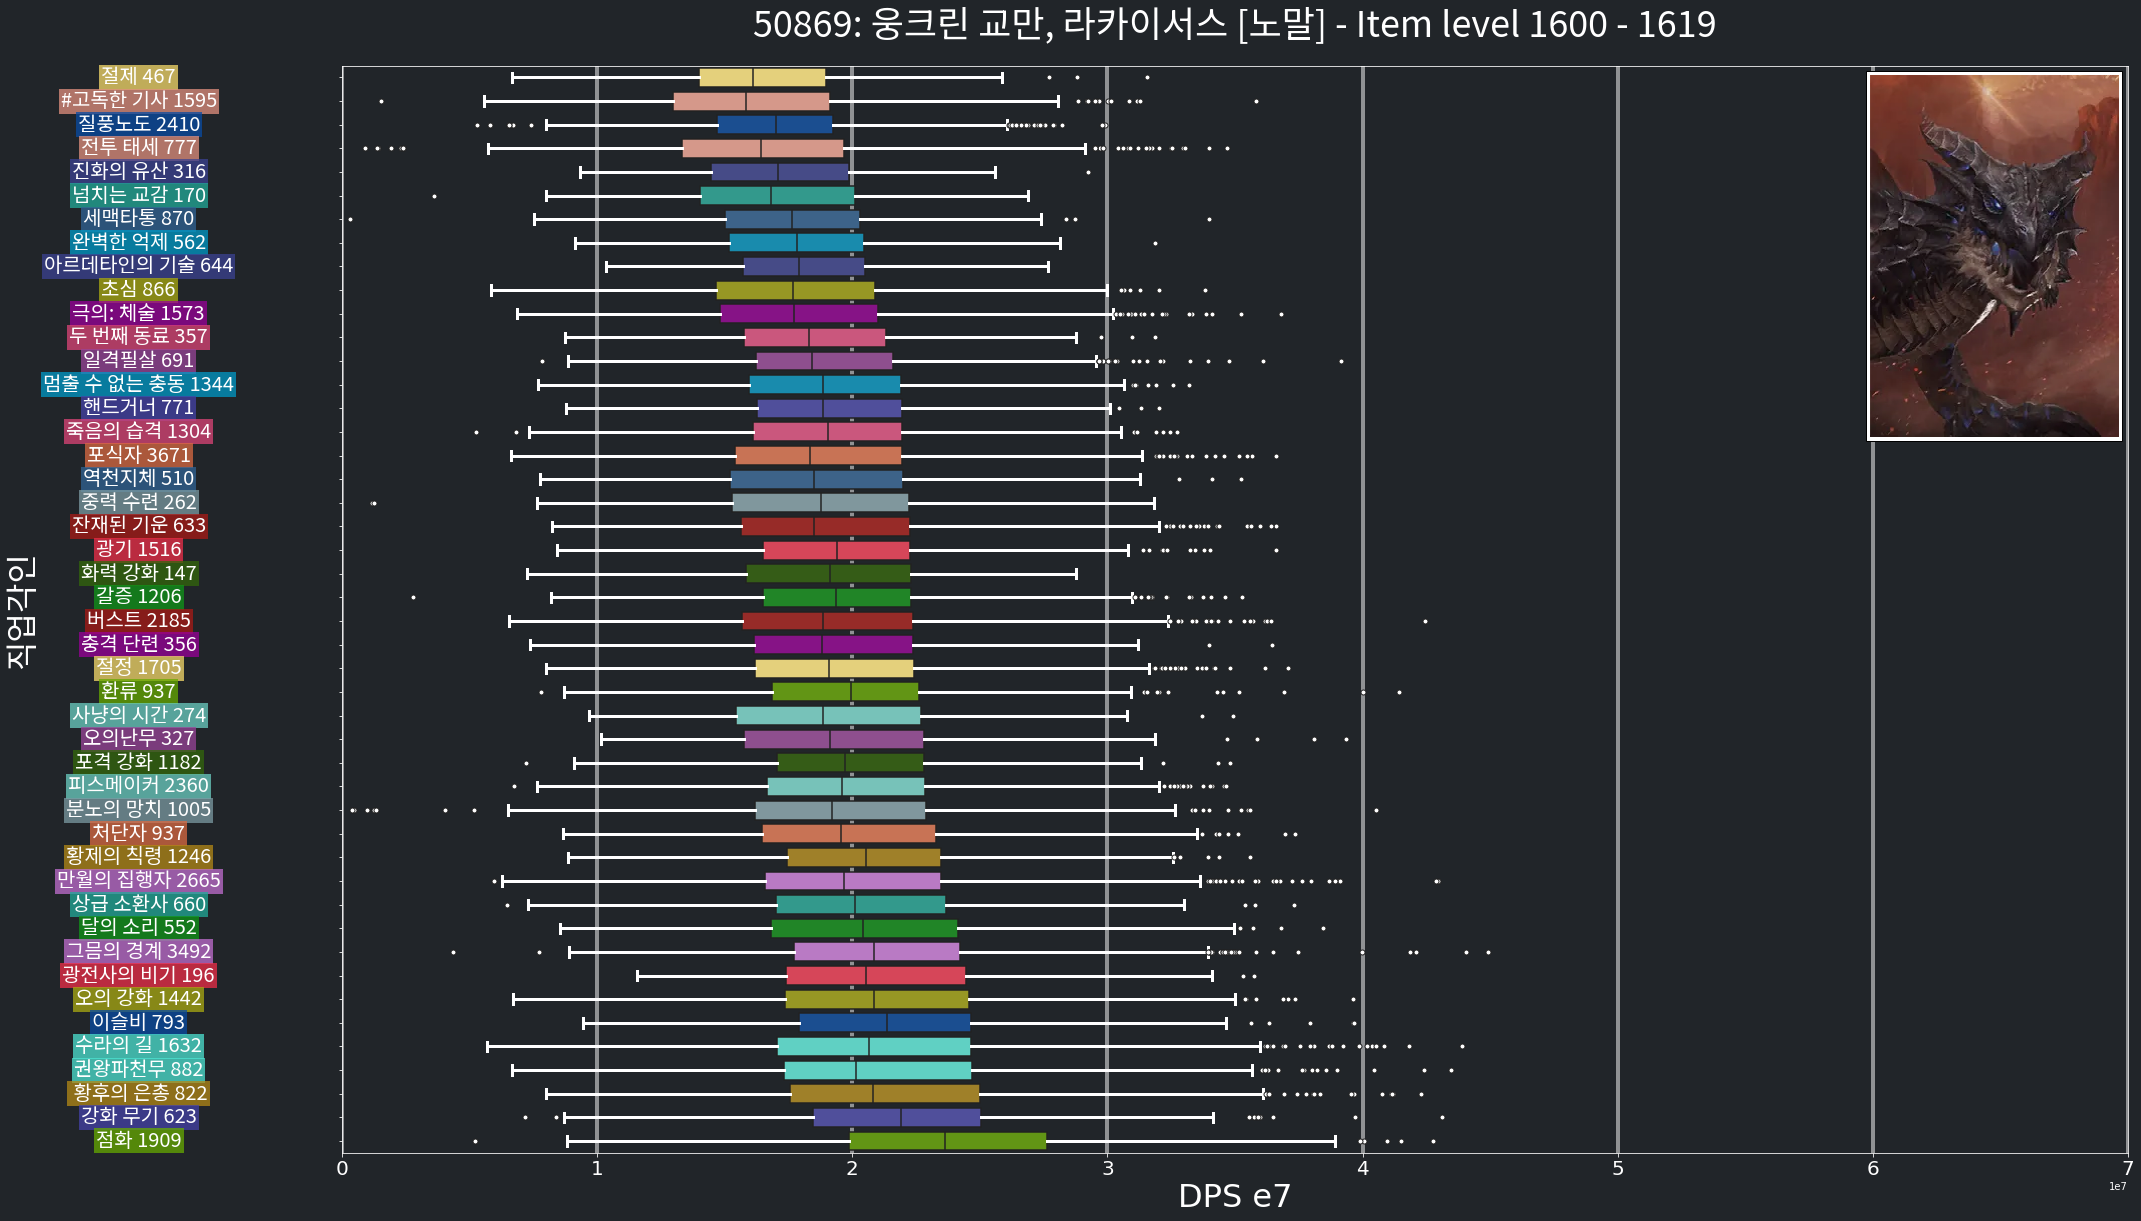 50869: 웅크린 교만, 라카이서스 [노말] - Item level 1600 - 1619
직업각인
절제 467
#고독한 기사 1595
질풍노도 2410
전투 태세 777
진화의 유산 316
넘치는 교감 170
세맥타통 870
완벽한 억제 562
아르데타인의 기술 644
초심 866
극의: 체술 1573
두 번째 동료 357
일격필살 691
멈출 수 없는 충동 1344
핸드거너 771
죽음의 습격 1304
포식자 3671
역천지체 510
중력 수련 262
잔재된 기운 633
광기 1516
화력 강화 147
갈증 1206
버스트 2185
충격 단련 356
절정 1705
환류 937
사냥의 시간 274
오의난무 327
포격 강화 1182
피스메이커 2360
분노의 망치 1005
처단자 937
황제의 칙령 1246
만월의 집행자 2665
상급 소환사 660
달의 소리 552
그믐의 경계 3492
광전사의 비기 196
오의 강화 1442
이슬비 793
수라의 길 1632
권왕파천무 882
황후의 은총 822
강화 무기 623
점화 1909
0 1 2 3 4 5 6 7
1e7
DPS e7